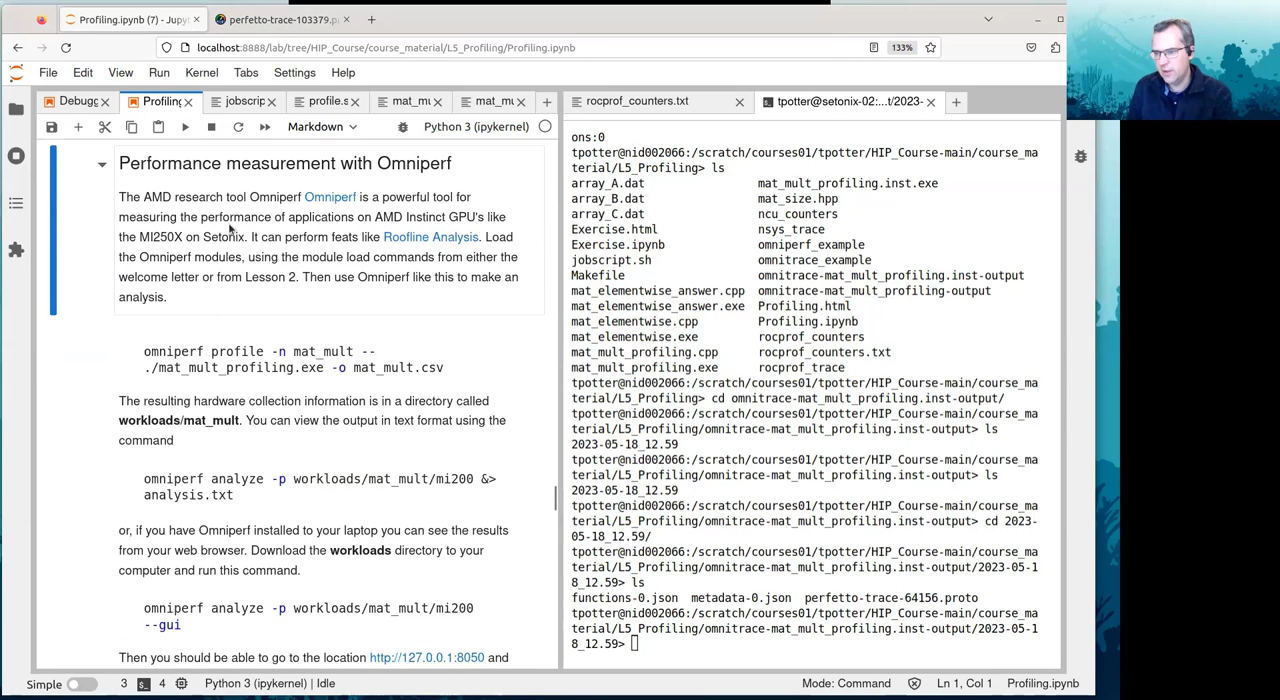 Profiling.ipynb (7) - Jupy
perfetto-trace-103379.p
localhost:8888/lab/tree/HIP_Course/course_material/L5_Profiling/Profiling.ipynb
133%
File Edit View Run Kernel Tabs Settings Help
Debugg
Profiling
jobscrip
profile.s
mat_mu
mat_mu
rocprof_counters.txt
tpotter@setonix-02:...t/2023-
Markdown
Python 3 (ipykernel)
Performance measurement with Omniperf
The AMD research tool Omniperf Omniperf is a powerful tool for
measuring the performance of applications on AMD Instinct GPU's like
the MI250X on Setonix. It can perform feats like Roofline Analysis. Load
the Omniperf modules, using the module load commands from either the
welcome letter or from Lesson 2. Then use Omniperf like this to make an
analysis.
omniperf profile -n mat_mult --
./mat_mult_profiling.exe -o mat_mult.csv
The resulting hardware collection information is in a directory called
workloads/mat_mult. You can view the output in text format using the
command
omniperf analyze -p workloads/mat_mult/mi200 &>
analysis.txt
or, if you have Omniperf installed to your laptop you can see the results
from your web browser. Download the workloads directory to your
computer and run this command.
omniperf analyze -p workloads/mat_mult/mi200
--gui
Then you should be able to go to the location http://127.0.0.1:8050 and
ons:0
tpotter@nid002066:/scratch/courses01/tpotter/HIP_Course-main/course_ma
terial/L5_Profiling> ls
array_A.dat mat_mult_profiling.inst.exe
array_B.dat mat_size.hpp
array_C.dat ncu_counters
Exercise.html nsys_trace
Exercise.ipynb omniperf_example
jobscript.sh omnitrace_example
Makefile omnitrace-mat_mult_profiling.inst-output
mat_elementwise_answer.cpp omnitrace-mat_mult_profiling-output
mat_elementwise_answer.exe Profiling.html
mat_elementwise.cpp Profiling.ipynb
mat_elementwise.exe rocprof_counters
mat_mult_profiling.cpp rocprof_counters.txt
mat_mult_profiling.exe rocprof_trace
tpotter@nid002066:/scratch/courses01/tpotter/HIP_Course-main/course_ma
terial/L5_Profiling> cd omnitrace-mat_mult_profiling.inst-output/
tpotter@nid002066:/scratch/courses01/tpotter/HIP_Course-main/course_ma
terial/L5_Profiling/omnitrace-mat_mult_profiling.inst-output> ls
2023-05-18_12.59
tpotter@nid002066:/scratch/courses01/tpotter/HIP_Course-main/course_ma
terial/L5_Profiling/omnitrace-mat_mult_profiling.inst-output> ls
2023-05-18_12.59
tpotter@nid002066:/scratch/courses01/tpotter/HIP_Course-main/course_ma
terial/L5_Profiling/omnitrace-mat_mult_profiling.inst-output> cd 2023-
05-18_12.59/
tpotter@nid002066:/scratch/courses01/tpotter/HIP_Course-main/course_ma
terial/L5_Profiling/omnitrace-mat_mult_profiling.inst-output/2023-05-1
8_12.59> ls
functions-0.json metadata-0.json perfetto-trace-64156.proto
tpotter@nid002066:/scratch/courses01/tpotter/HIP_Course-main/course_ma
terial/L5_Profiling/omnitrace-mat_mult_profiling.inst-output/2023-05-1
8_12.59>
Simple 3 4 Python 3 (ipykernel) | Idle Mode: Command Ln 1, Col 1 Profiling.ipynb